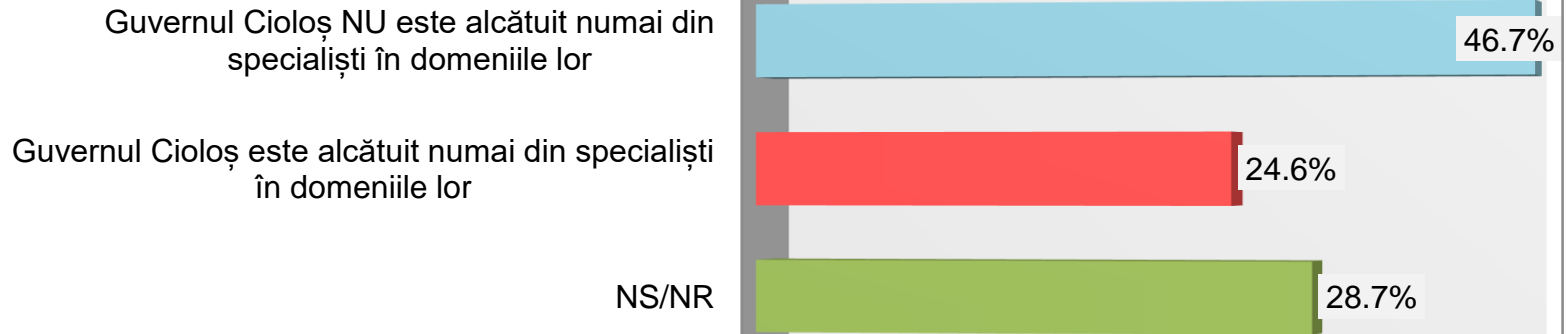 Guvernul Cioloș NU este alcătuit numai din
specialiști în domeniile lor
46.7%
Guvernul Cioloș este alcătuit numai din specialiști
în domeniile lor
24.6%
NS/NR
28.7%